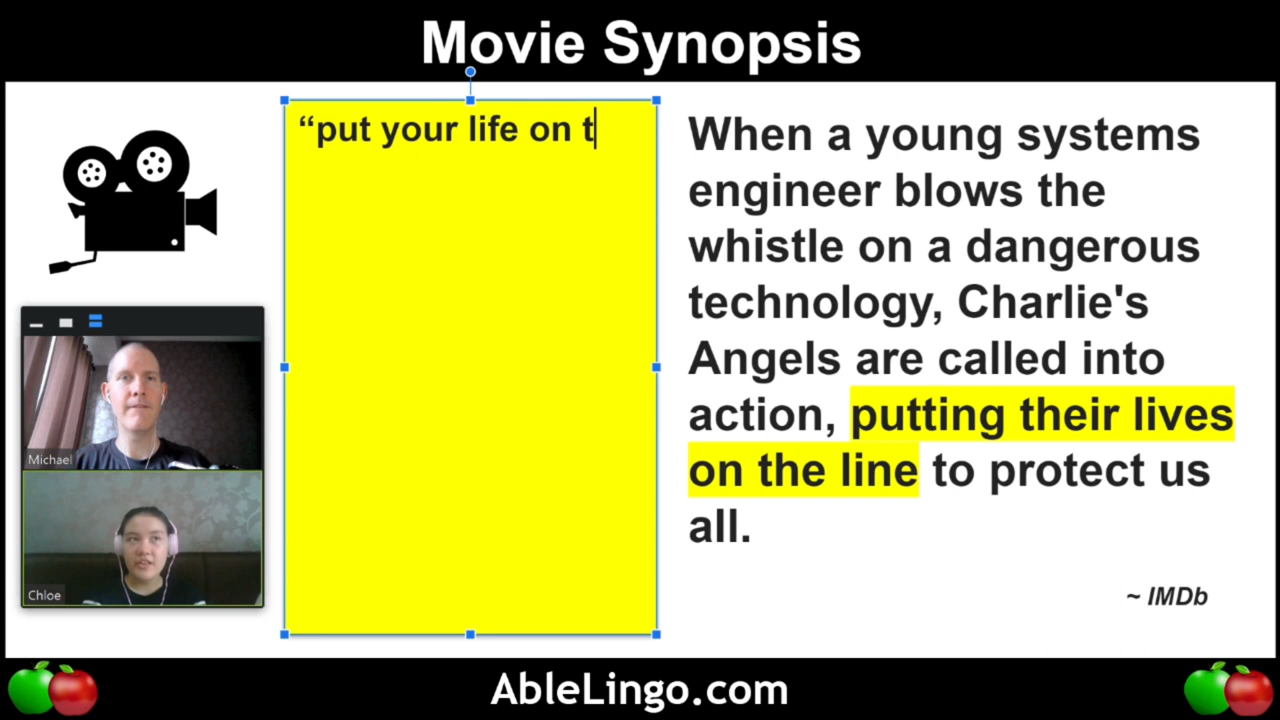 Movie Synopsis
“put your life on t
When a young systems
engineer blows the
whistle on a dangerous
technology, Charlie's
Angels are called into
action, putting their lives
on the line to protect us
all.
~ IMDb
Michael
Chloe
AbleLingo.com